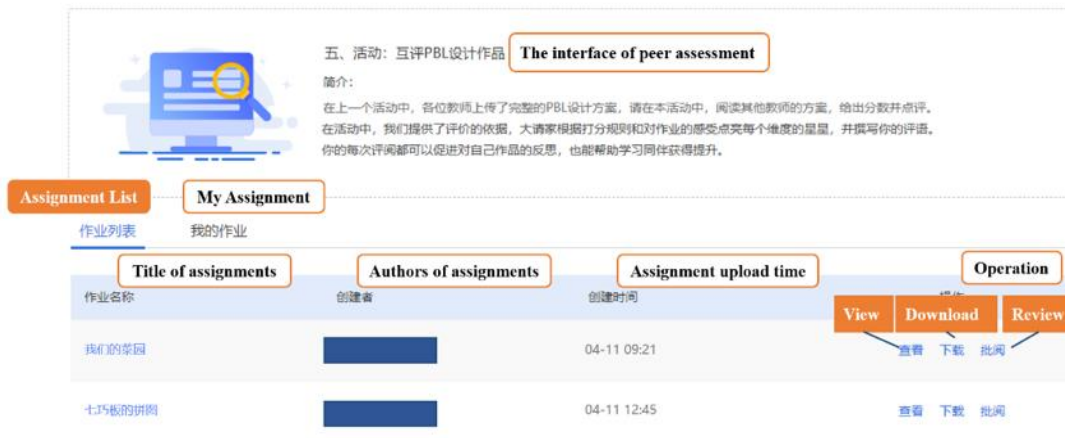 五、活动：互评PBL设计作品 The interface of peer assessment
简介：
在上一个活动中，各位教师上传了完整的PBL设计方案，请在本活动中，阅读其他教师的方案，给出分数并点评。
在活动中，我们提供了评价的依据，大请家根据打分规则和对作业的感受点亮每个维度的星星，并撰写你的评语。
你的每次评阅都可以促进对自己作品的反思，也能帮助学习同伴获得提升。
Assignment List My Assignment
作业列表 我的作业
Title of assignments Authors of assignments Assignment upload time Operation
作业名称 创建者 创建时间
View Download Review
我们的菜园 04-11 09:21 查看 下载 批阅
七巧板的拼图 04-11 12:45 查看 下载 批阅